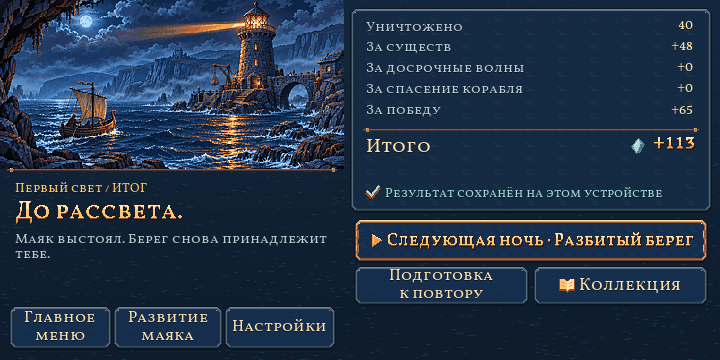 Первый свет / ИТОГ
До рассвета.
Маяк выстоял. Берег снова принадлежит
тебе.
Главное
меню
Развитие
маяка
Настройки
Уничтожено 40
За существ +48
За досрочные волны +0
За спасение корабля +0
За победу +65
Итого +113
Результат сохранён на этом устройстве
Следующая ночь · Разбитый берег
Подготовка
к повтору
Коллекция